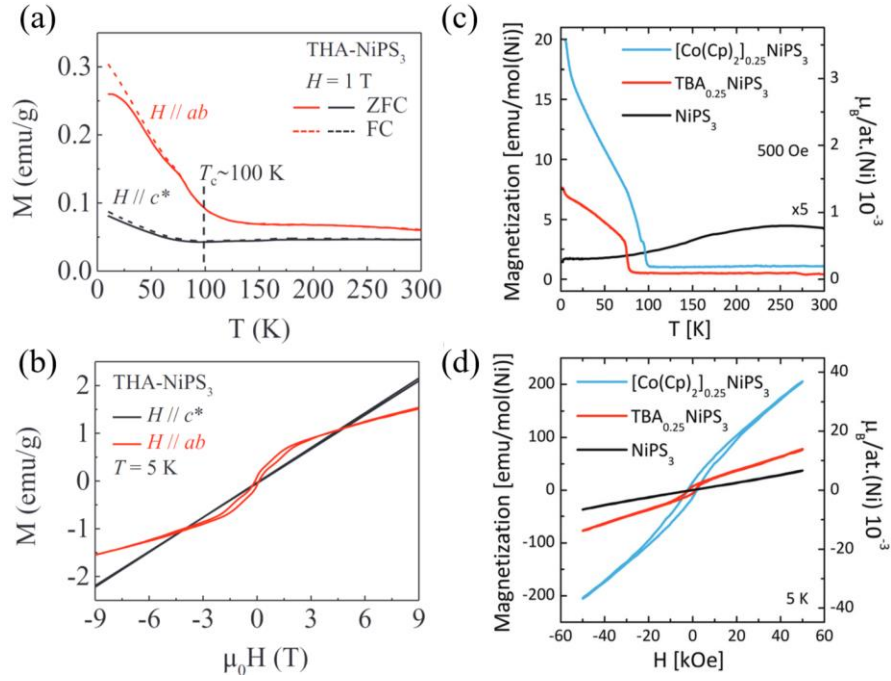 (a)
THA-NiPS₃
H = 1 T
ZFC
FC
H // ab
T_c~100 K
H // c*
M (emu/g)
0.3
0.2
0.1
0.0
0 50 100 150 200 250 300
T (K)
(c)
[Co(Cp)₂]₀.₂₅NiPS₃
TBA₀.₂₅NiPS₃
NiPS₃
500 Oe
x5
Magnetization [emu/mol(Ni)]
20
15
10
5
0
μ_B/at.(Ni) 10⁻³
3
2
1
0
0 50 100 150 200 250 300
T [K]
(b)
THA-NiPS₃
H // c*
H // ab
T = 5 K
M (emu/g)
2
1
0
-1
-2
-9 -6 -3 0 3 6 9
μ₀H (T)
(d)
[Co(Cp)₂]₀.₂₅NiPS₃
TBA₀.₂₅NiPS₃
NiPS₃
5 K
Magnetization [emu/mol(Ni)]
200
100
0
-100
-200
μ_B/at.(Ni) 10⁻³
40
20
0
-20
-40
-60 -40 -20 0 20 40 60
H [kOe]